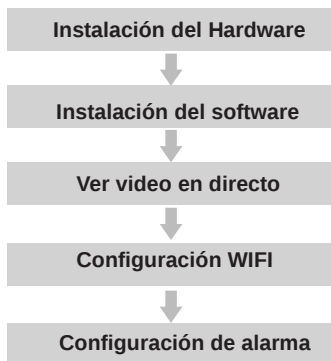 Instalación del Hardware
Instalación del software
Ver video en directo
Configuración WIFI
Configuración de alarma